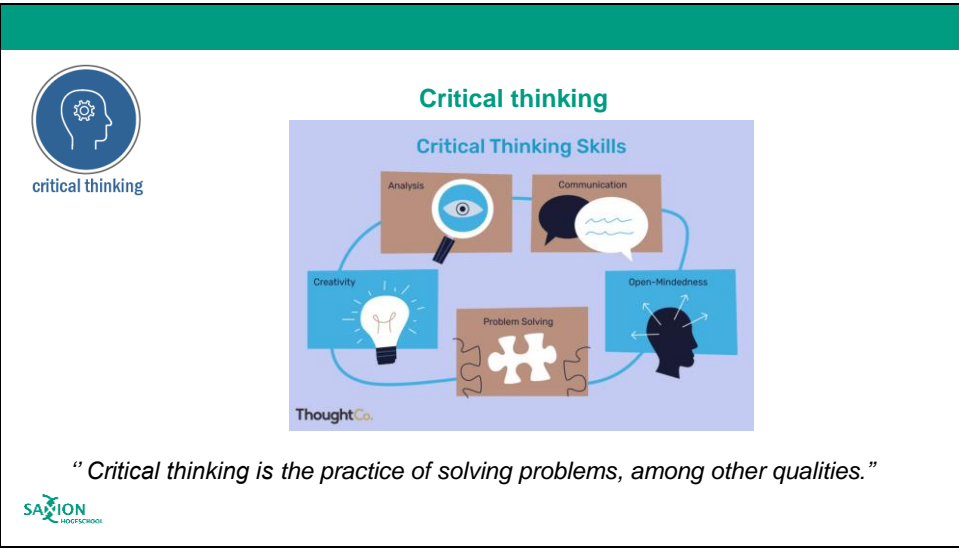 critical thinking
Critical thinking
Critical Thinking Skills
Analysis
Communication
Creativity
Open-Mindedness
Problem Solving
ThoughtCo.
‘’ Critical thinking is the practice of solving problems, among other qualities.”
SAXION
HOGESCHOOL